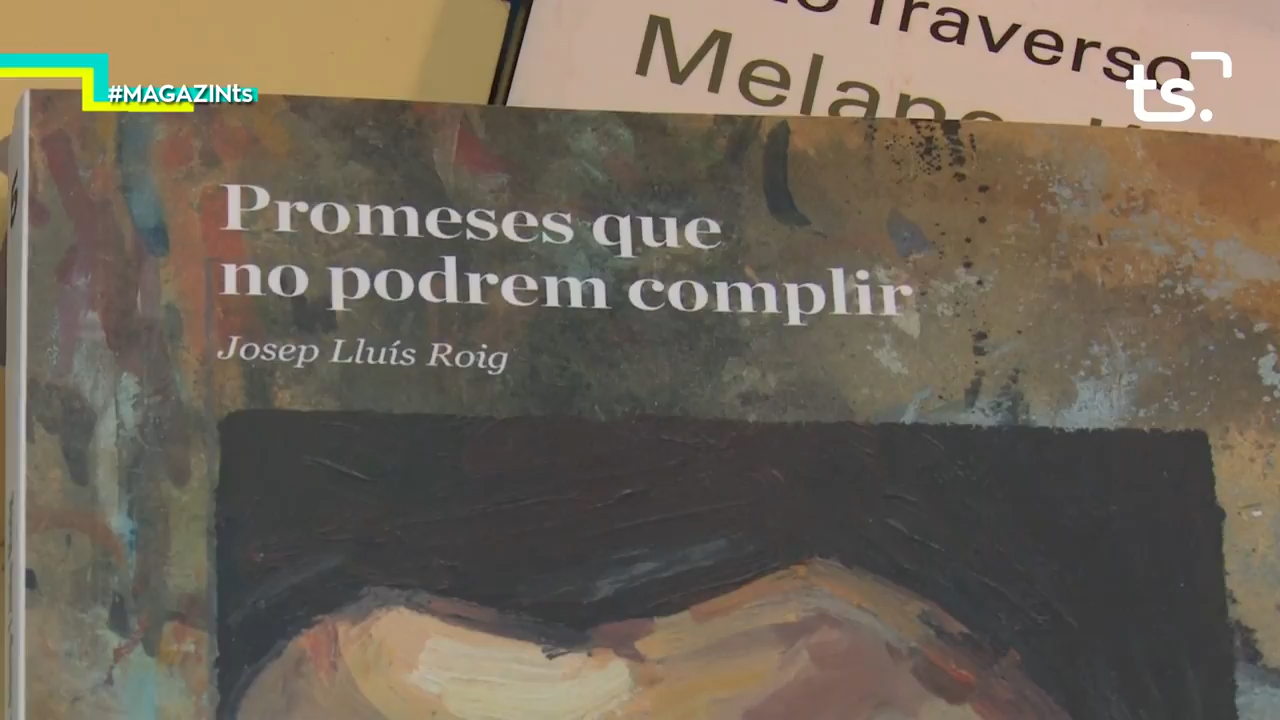 Traverso
#MAGAZINts
ts.
Promeses que
no podrem complir
Josep Lluís Roig